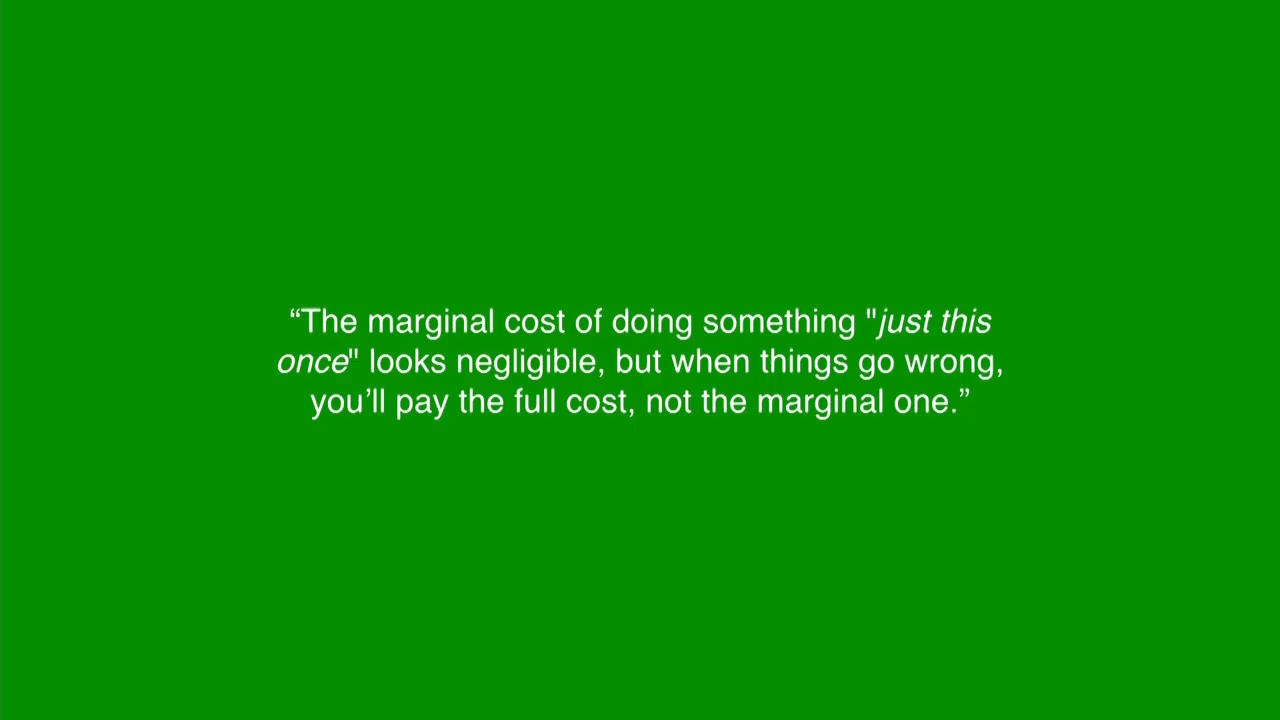 “The marginal cost of doing something "just this
once" looks negligible, but when things go wrong,
you’ll pay the full cost, not the marginal one.”